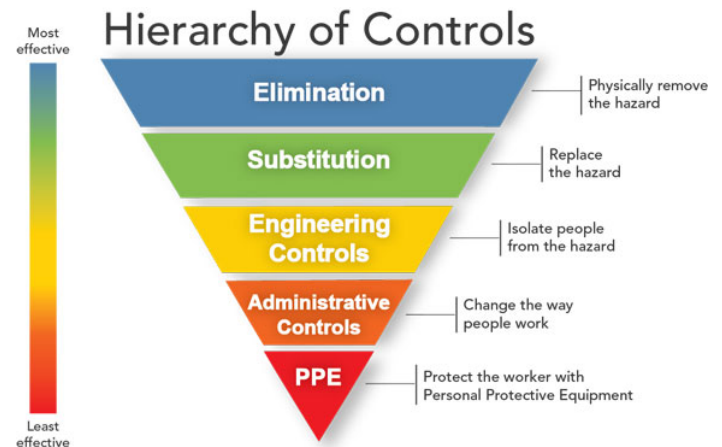 Hierarchy of Controls
Most
effective
Elimination
Physically remove
the hazard
Substitution
Replace
the hazard
Engineering
Controls
Isolate people
from the hazard
Administrative
Controls
Change the way
people work
PPE
Protect the worker with
Personal Protective Equipment
Least
effective